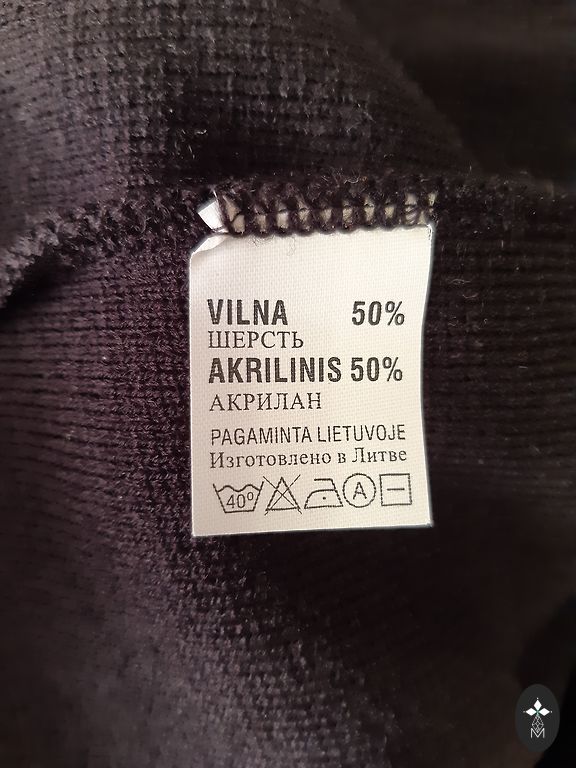 VILNA 50%
ШЕРСТЬ
AKRILINIS 50%
АКРИЛАН
PAGAMINTA LIETUVOJE
Изготовлено в Литве
40° A
M